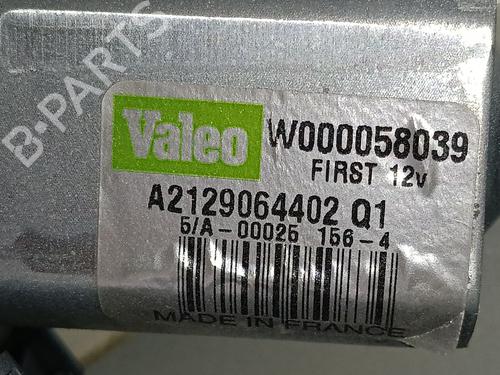 B-PARTS
Valeo W000058039
FIRST 12v
A2129064402 Q1
5/A-00025 156-4
MADE IN FRANCE